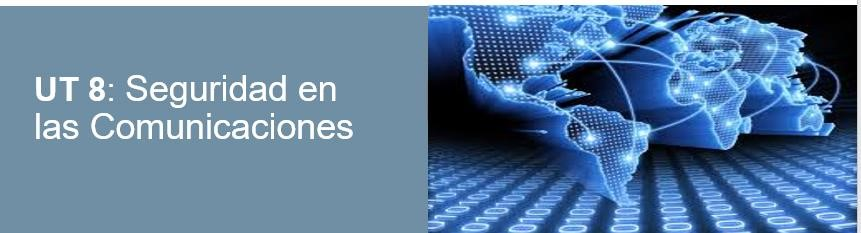 UT 8: Seguridad en
las Comunicaciones